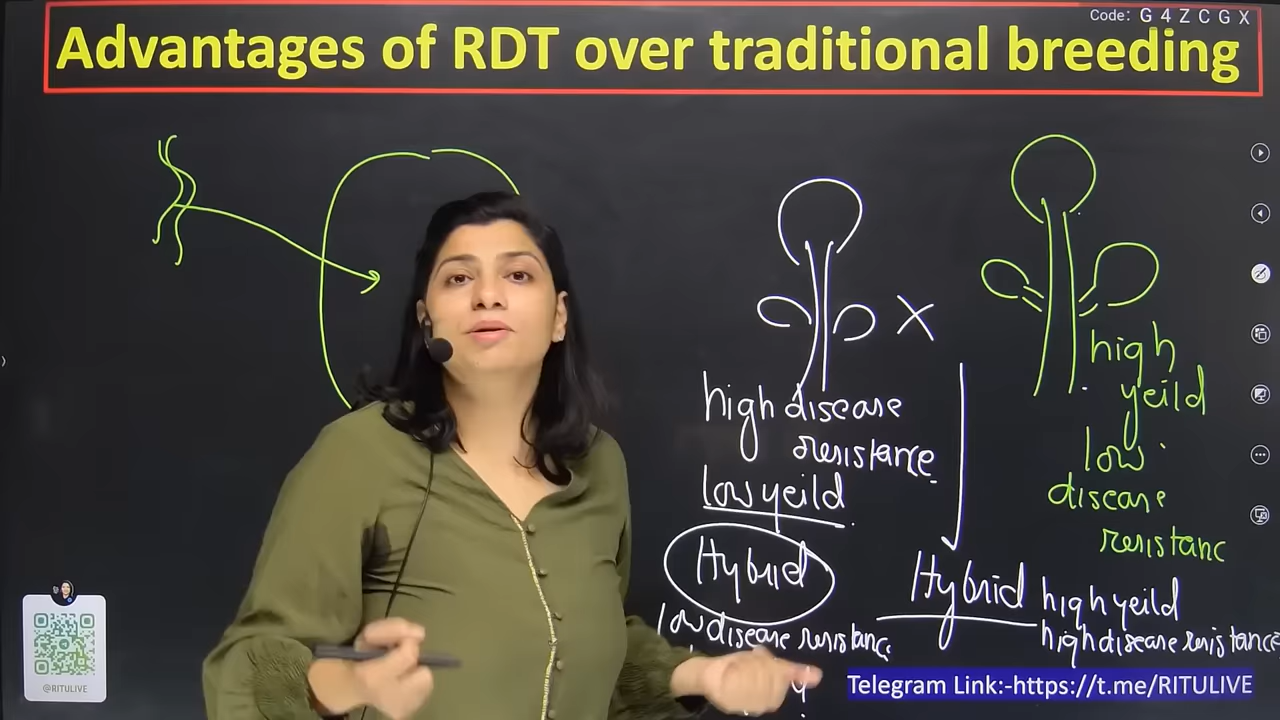 Code: G 4 Z C G X
Advantages of RDT over traditional breeding
high disease
resistance
low yeild
X
high
yeild
low
disease
resistanc
Hybrid
low disease resistance
Hybrid
high yeild
high disease resistance
@RITULIVE
Telegram Link:-https://t.me/RITULIVE